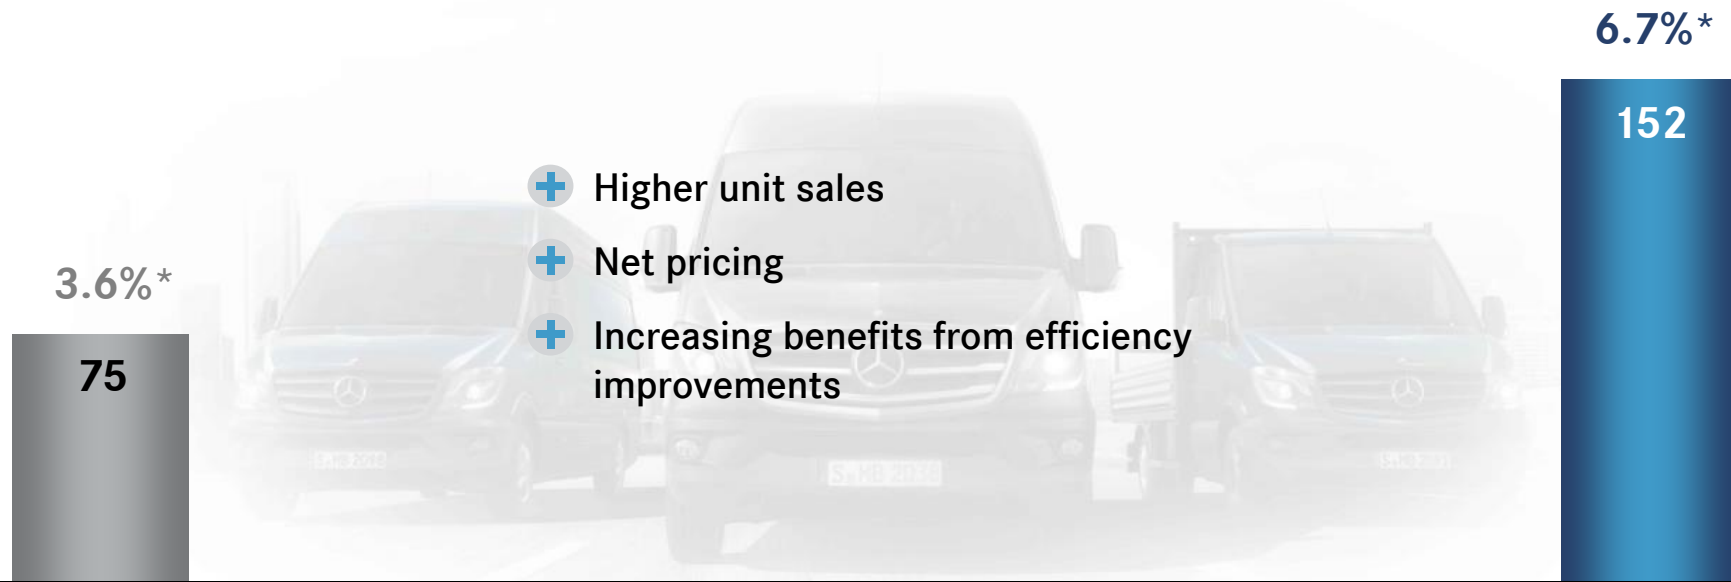 6.7%*
152
Higher unit sales
Net pricing
3.6%*
Increasing benefits from efficiency
improvements
75